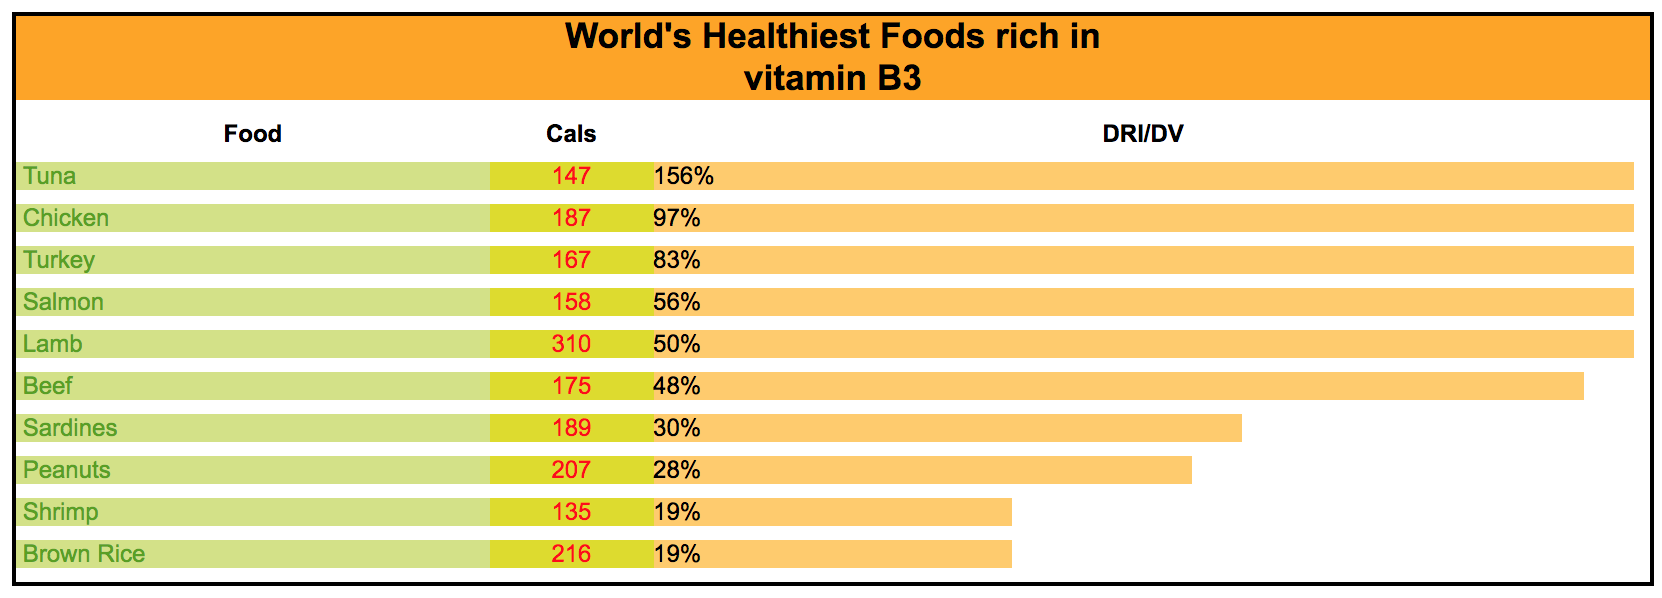 World's Healthiest Foods rich in
vitamin B3
Food Cals DRI/DV
Tuna 147 156%
Chicken 187 97%
Turkey 167 83%
Salmon 158 56%
Lamb 310 50%
Beef 175 48%
Sardines 189 30%
Peanuts 207 28%
Shrimp 135 19%
Brown Rice 216 19%